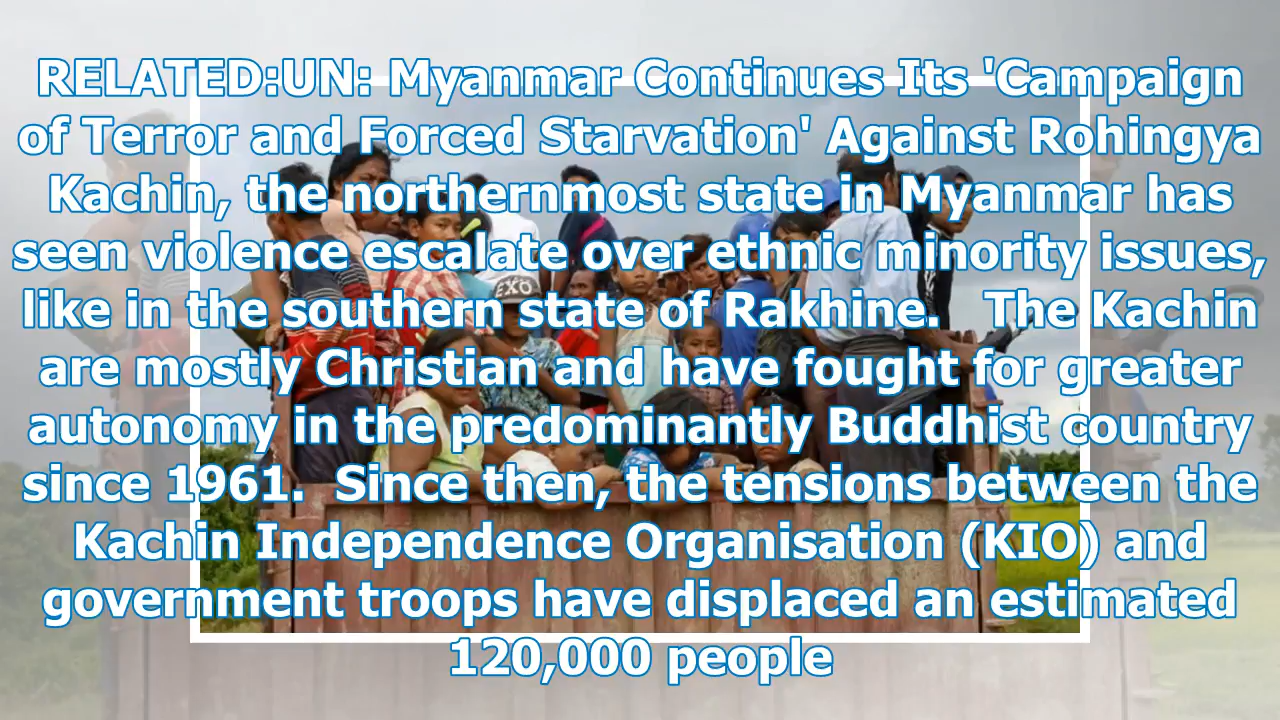 RELATED:UN: Myanmar Continues Its 'Campaign
of Terror and Forced Starvation' Against Rohingya
Kachin, the northernmost state in Myanmar has
seen violence escalate over ethnic minority issues,
EXO
like in the southern state of Rakhine.   The Kachin
are mostly Christian and have fought for greater
autonomy in the predominantly Buddhist country
since 1961.  Since then, the tensions between the
Kachin Independence Organisation (KIO) and
government troops have displaced an estimated
120,000 people